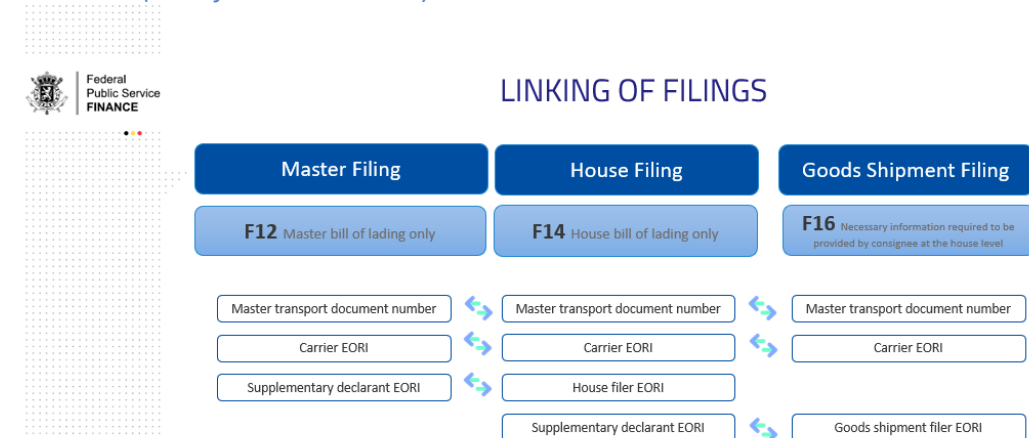 Federal
Public Service
FINANCE
LINKING OF FILINGS
Master Filing
House Filing
Goods Shipment Filing
F12 Master bill of lading only
F14 House bill of lading only
F16 Necessary information required to be
provided by consignee at the house level
Master transport document number
Master transport document number
Master transport document number
Carrier EORI
Carrier EORI
Carrier EORI
Supplementary declarant EORI
House filer EORI
Supplementary declarant EORI
Goods shipment filer EORI